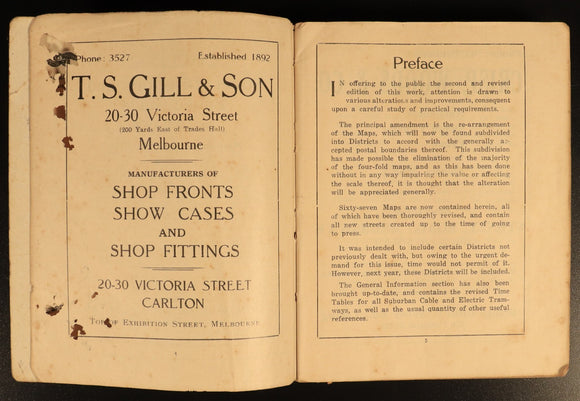 Phone: 3527 Established 1892
T. S. GILL & SON
20-30 Victoria Street
(200 Yards East of Trades Hall)
Melbourne
MANUFACTURERS OF
SHOP FRONTS
SHOW CASES
AND
SHOP FITTINGS
20-30 VICTORIA STREET
CARLTON
TOP OF EXHIBITION STREET, MELBOURNE
Preface
IN offering to the public the second and revised
edition of this work, attention is drawn to
various alterations and improvements, consequent
upon a careful study of practical requirements.
The principal amendment is the re-arrangement
of the Maps, which will now be found subdivided
into Districts to accord with the generally accepted
postal boundaries thereof. This subdivision
has made possible the elimination of the majority
of the four-fold maps, and as this has been done
without in any way impairing the value or affecting
the scale thereof, it is thought that the alteration
will be appreciated generally.
Sixty-seven Maps are now contained herein, all
of which have been thoroughly revised, and contain
all new streets created up to the time of going
to press.
It was intended to include certain Districts not
previously dealt with, but owing to the urgent de-
mand for this issue, time would not permit of it.
However, next year, these Districts will be included.
The General Information section has also been
brought up-to-date, and contains the revised Time
Tables for all Suburban Cable and Electric Tram-
ways, as well as the usual quantity of other useful
references.
5